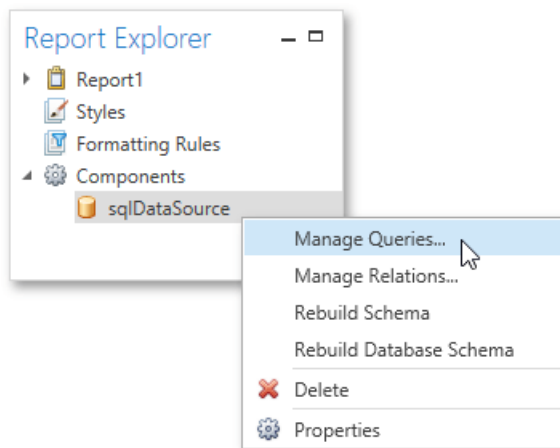 Report Explorer
Report1
Styles
Formatting Rules
Components
sqlDataSource
Manage Queries...
Manage Relations...
Rebuild Schema
Rebuild Database Schema
Delete
Properties